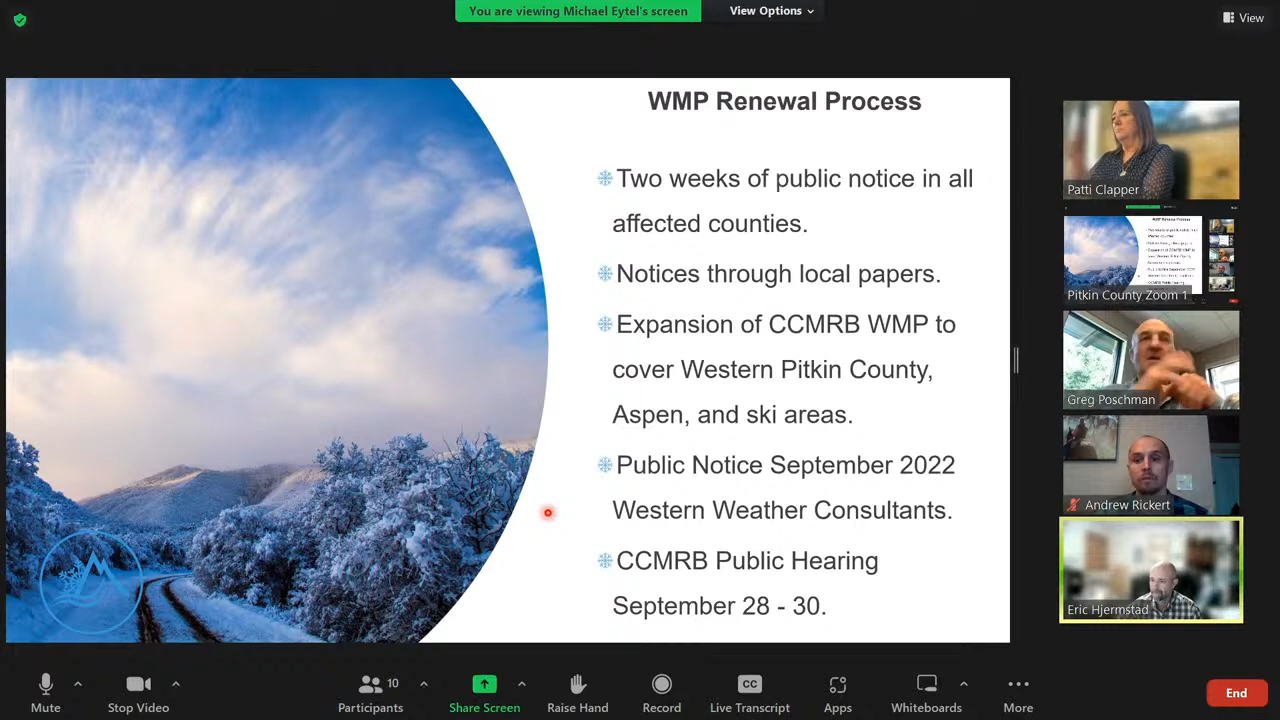 You are viewing Michael Eytel's screen
View Options
View
WMP Renewal Process
Two weeks of public notice in all
affected counties.
Notices through local papers.
Expansion of CCMRB WMP to
cover Western Pitkin County,
Aspen, and ski areas.
Public Notice September 2022
Western Weather Consultants.
CCMRB Public Hearing
September 28 - 30.
Patti Clapper
WMP Renewal Process
Pitkin County Zoom 1
Greg Poschman
Andrew Rickert
Eric Hjermstad
Mute
Stop Video
10
Participants
Share Screen
Raise Hand
Record
CC
Live Transcript
Apps
Whiteboards
More
End